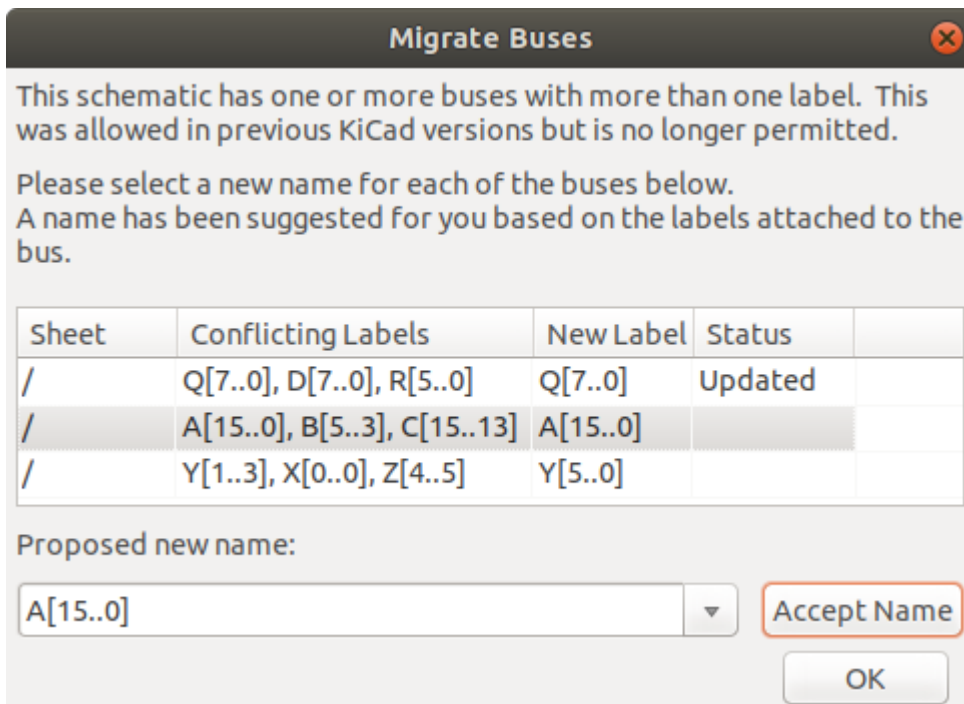 Migrate Buses
This schematic has one or more buses with more than one label.  This
was allowed in previous KiCad versions but is no longer permitted.
Please select a new name for each of the buses below.
A name has been suggested for you based on the labels attached to the
bus.
Sheet Conflicting Labels New Label Status
/ Q[7..0], D[7..0], R[5..0] Q[7..0] Updated
/ A[15..0], B[5..3], C[15..13] A[15..0]
/ Y[1..3], X[0..0], Z[4..5] Y[5..0]
Proposed new name:
A[15..0] Accept Name
OK